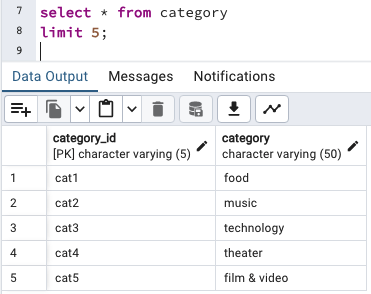 7 select * from category
8 limit 5;
9
Data Output Messages Notifications
category_id category
[PK] character varying (5) character varying (50)
1 cat1 food
2 cat2 music
3 cat3 technology
4 cat4 theater
5 cat5 film & video